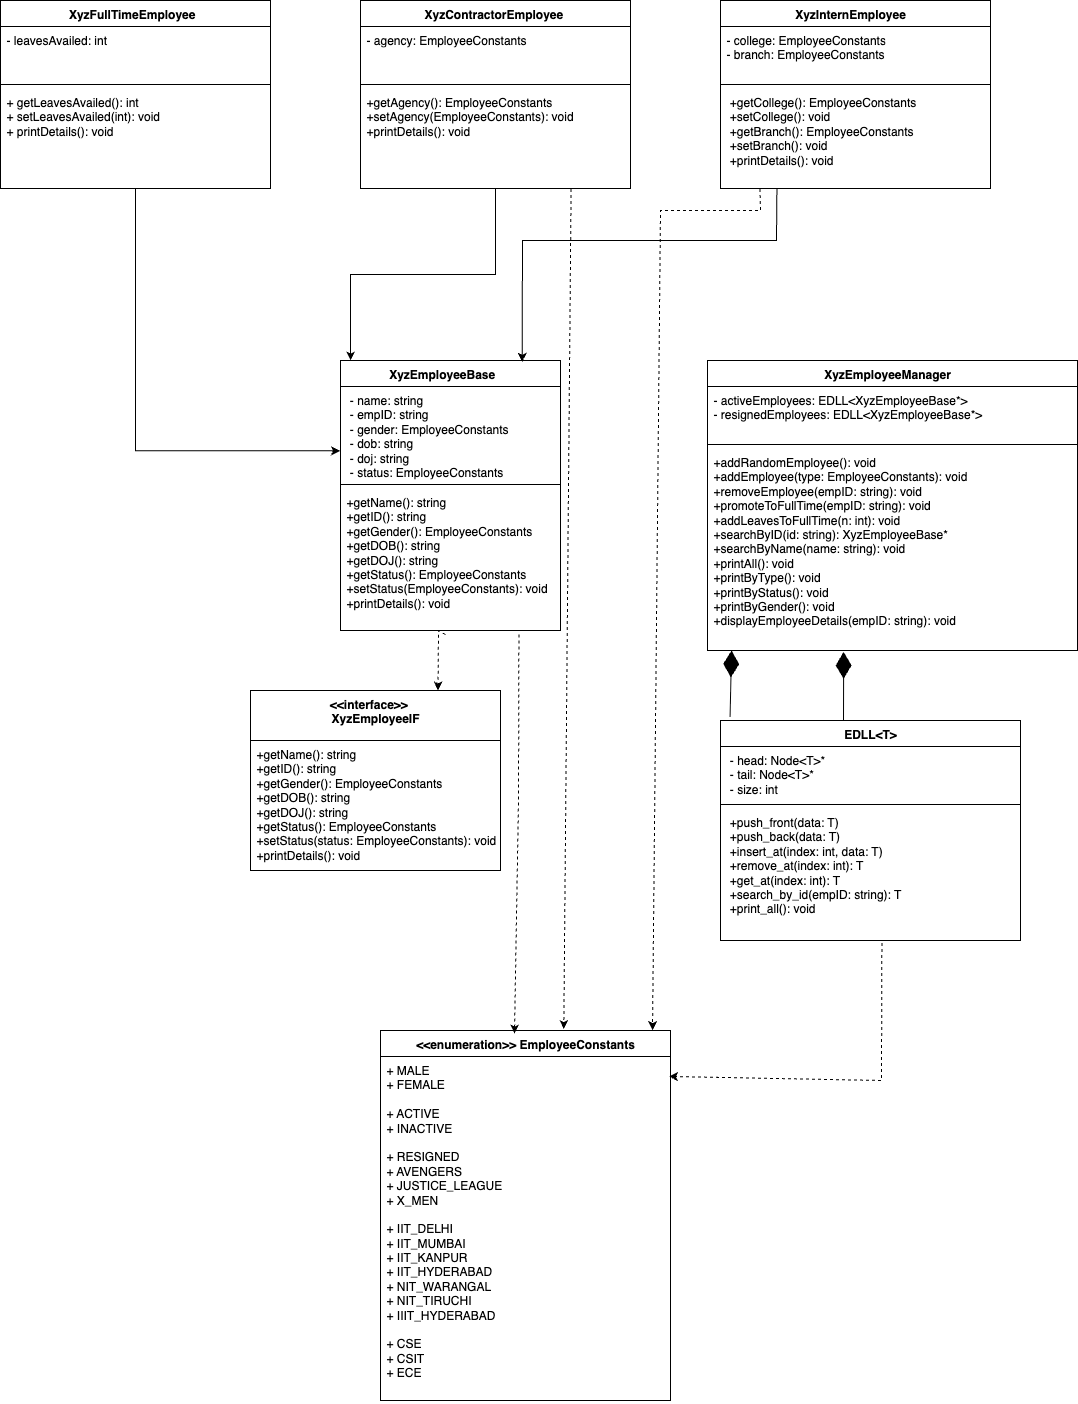 XyzFullTimeEmployee
- leavesAvailed: int
+ getLeavesAvailed(): int
+ setLeavesAvailed(int): void
+ printDetails(): void
XyzContractorEmployee
- agency: EmployeeConstants
+getAgency(): EmployeeConstants
+setAgency(EmployeeConstants): void
+printDetails(): void
XyzInternEmployee
- college: EmployeeConstants
- branch: EmployeeConstants
+getCollege(): EmployeeConstants
+setCollege(): void
+getBranch(): EmployeeConstants
+setBranch(): void
+printDetails(): void
XyzEmployeeBase
- name: string
- empID: string
- gender: EmployeeConstants
- dob: string
- doj: string
- status: EmployeeConstants
+getName(): string
+getID(): string
+getGender(): EmployeeConstants
+getDOB(): string
+getDOJ(): string
+getStatus(): EmployeeConstants
+setStatus(EmployeeConstants): void
+printDetails(): void
XyzEmployeeManager
- activeEmployees: EDLL<XyzEmployeeBase*>
- resignedEmployees: EDLL<XyzEmployeeBase*>
+addRandomEmployee(): void
+addEmployee(type: EmployeeConstants): void
+removeEmployee(empID: string): void
+promoteToFullTime(empID: string): void
+addLeavesToFullTime(n: int): void
+searchByID(id: string): XyzEmployeeBase*
+searchByName(name: string): void
+printAll(): void
+printByType(): void
+printByStatus(): void
+printByGender(): void
+displayEmployeeDetails(empID: string): void
<<interface>>
XyzEmployeeIF
+getName(): string
+getID(): string
+getGender(): EmployeeConstants
+getDOB(): string
+getDOJ(): string
+getStatus(): EmployeeConstants
+setStatus(status: EmployeeConstants): void
+printDetails(): void
EDLL<T>
- head: Node<T>*
- tail: Node<T>*
- size: int
+push_front(data: T)
+push_back(data: T)
+insert_at(index: int, data: T)
+remove_at(index: int): T
+get_at(index: int): T
+search_by_id(empID: string): T
+print_all(): void
<<enumeration>> EmployeeConstants
+ MALE
+ FEMALE
+ ACTIVE
+ INACTIVE
+ RESIGNED
+ AVENGERS
+ JUSTICE_LEAGUE
+ X_MEN
+ IIT_DELHI
+ IIT_MUMBAI
+ IIT_KANPUR
+ IIT_HYDERABAD
+ NIT_WARANGAL
+ NIT_TIRUCHI
+ IIIT_HYDERABAD
+ CSE
+ CSIT
+ ECE